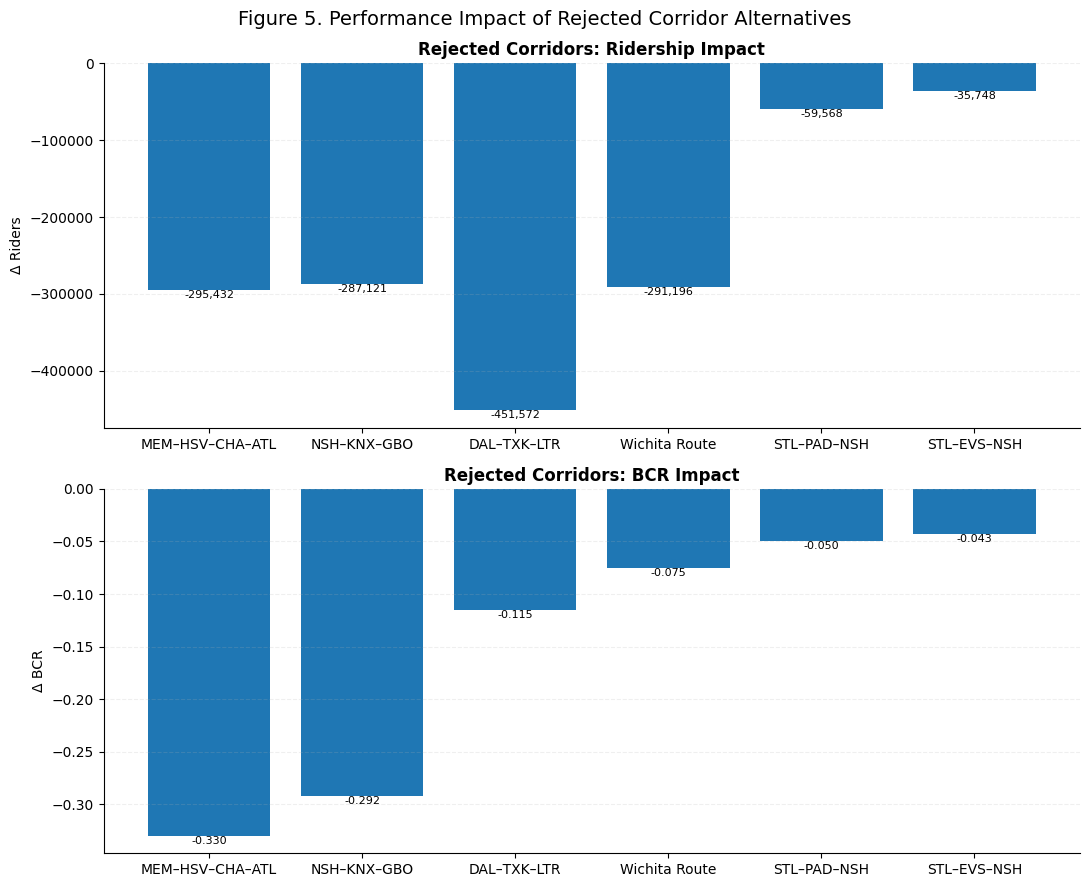 Figure 5. Performance Impact of Rejected Corridor Alternatives
Rejected Corridors: Ridership Impact
Δ Riders
0
−100000
−200000
−300000
−400000
-295,432
-287,121
-451,572
-291,196
-59,568
-35,748
MEM–HSV–CHA–ATL
NSH–KNX–GBO
DAL–TXK–LTR
Wichita Route
STL–PAD–NSH
STL–EVS–NSH
Rejected Corridors: BCR Impact
Δ BCR
0.00
−0.05
−0.10
−0.15
−0.20
−0.25
−0.30
-0.330
-0.292
-0.115
-0.075
-0.050
-0.043
MEM–HSV–CHA–ATL
NSH–KNX–GBO
DAL–TXK–LTR
Wichita Route
STL–PAD–NSH
STL–EVS–NSH